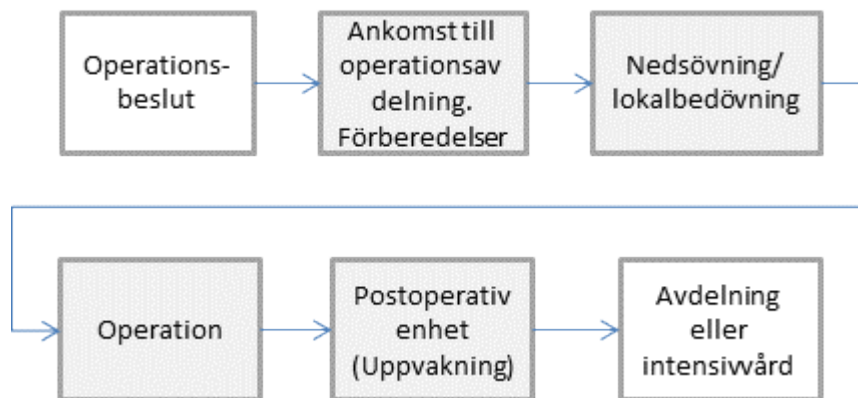 Operations-
beslut
Ankomst till
operationsav
delning.
Förberedelser
Nedsövning/
lokalbedövning
Operation
Postoperativ
enhet
(Uppvakning)
Avdelning
eller
intensivvård